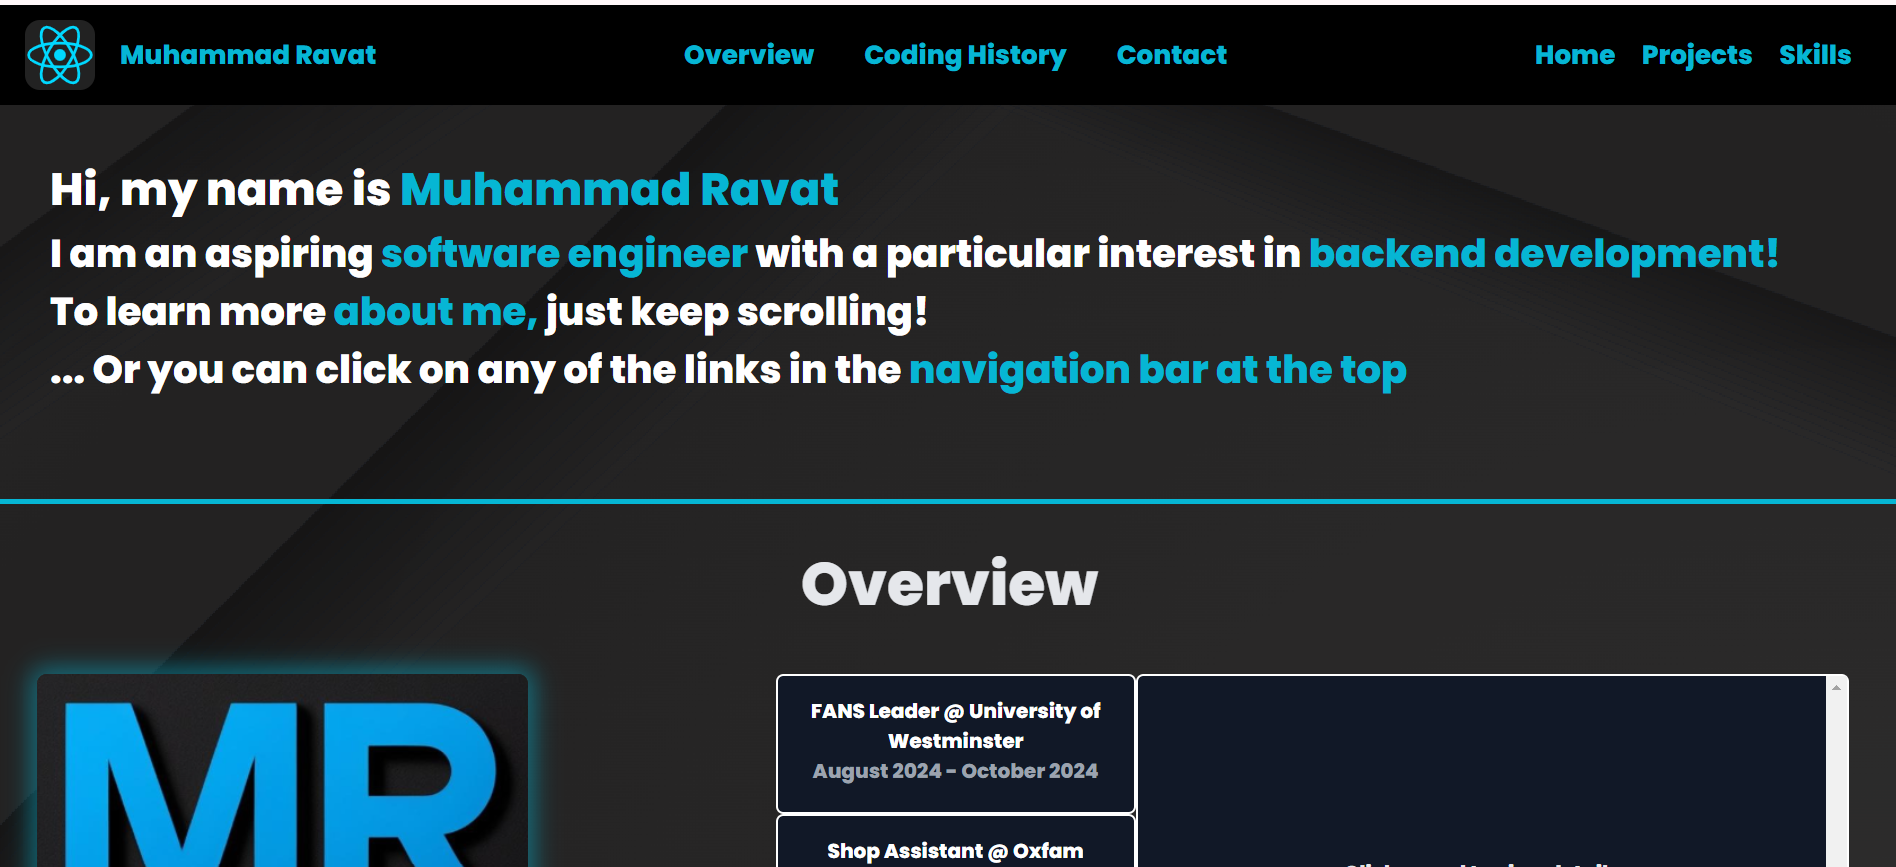 Muhammad Ravat
Overview Coding History Contact
Home Projects Skills
Hi, my name is Muhammad Ravat
I am an aspiring software engineer with a particular interest in backend development!
To learn more about me, just keep scrolling!
... Or you can click on any of the links in the navigation bar at the top
Overview
MR
FANS Leader @ University of
Westminster
August 2024 - October 2024
Shop Assistant @ Oxfam